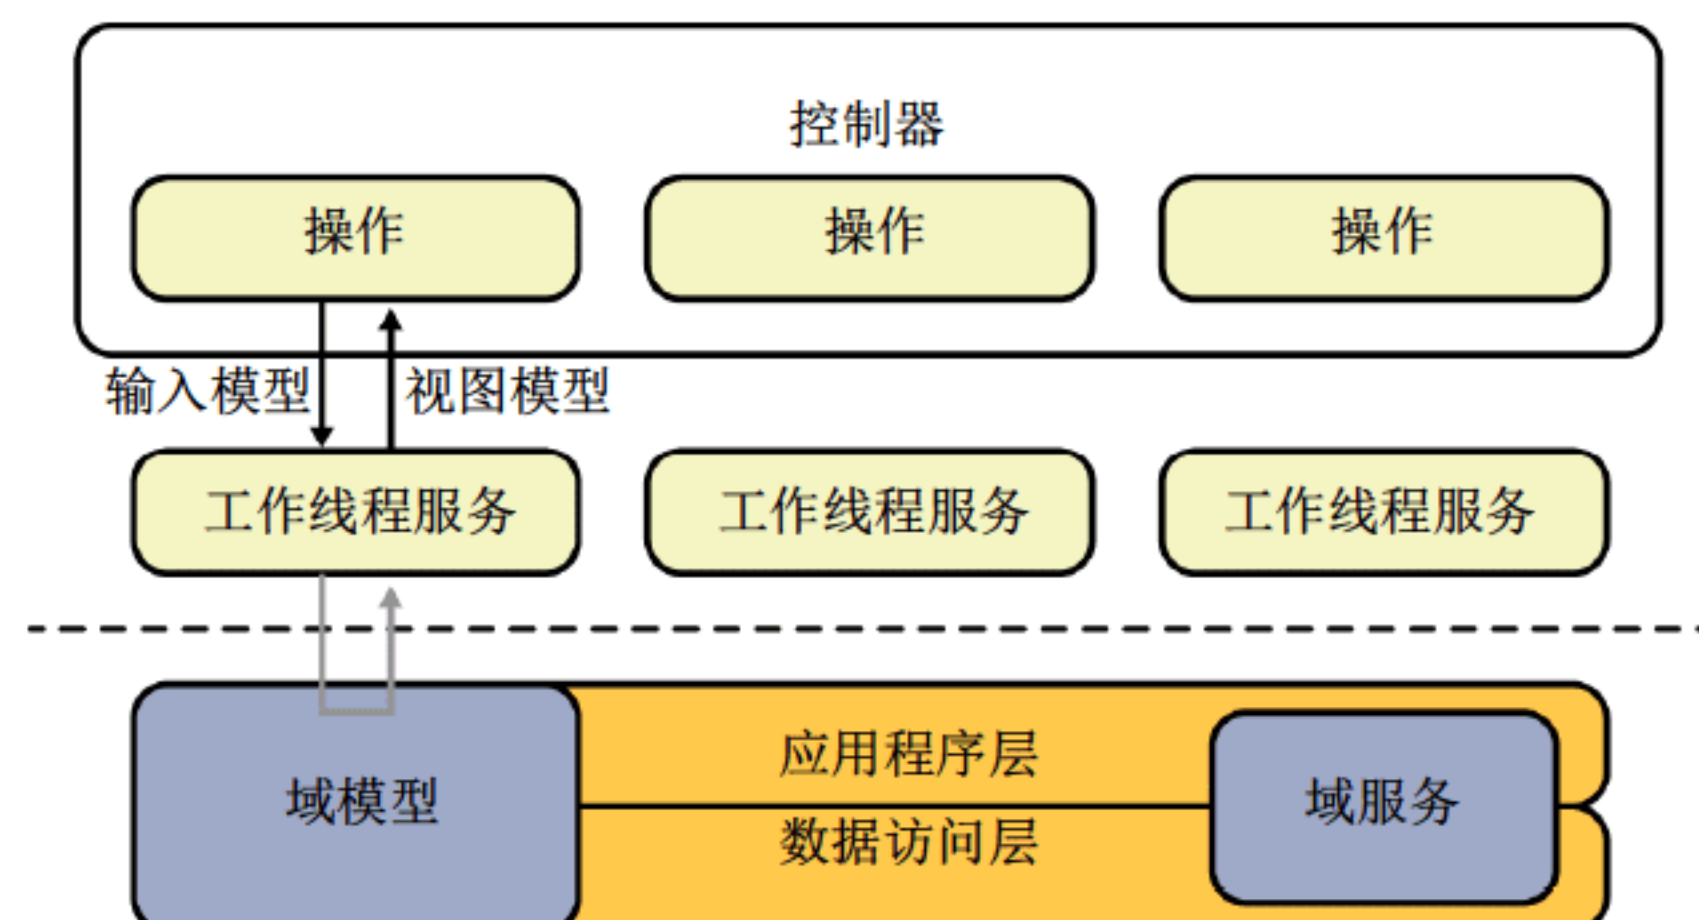 控制器
操作
操作
操作
输入模型
视图模型
工作线程服务
工作线程服务
工作线程服务
应用程序层
域模型
域服务
数据访问层